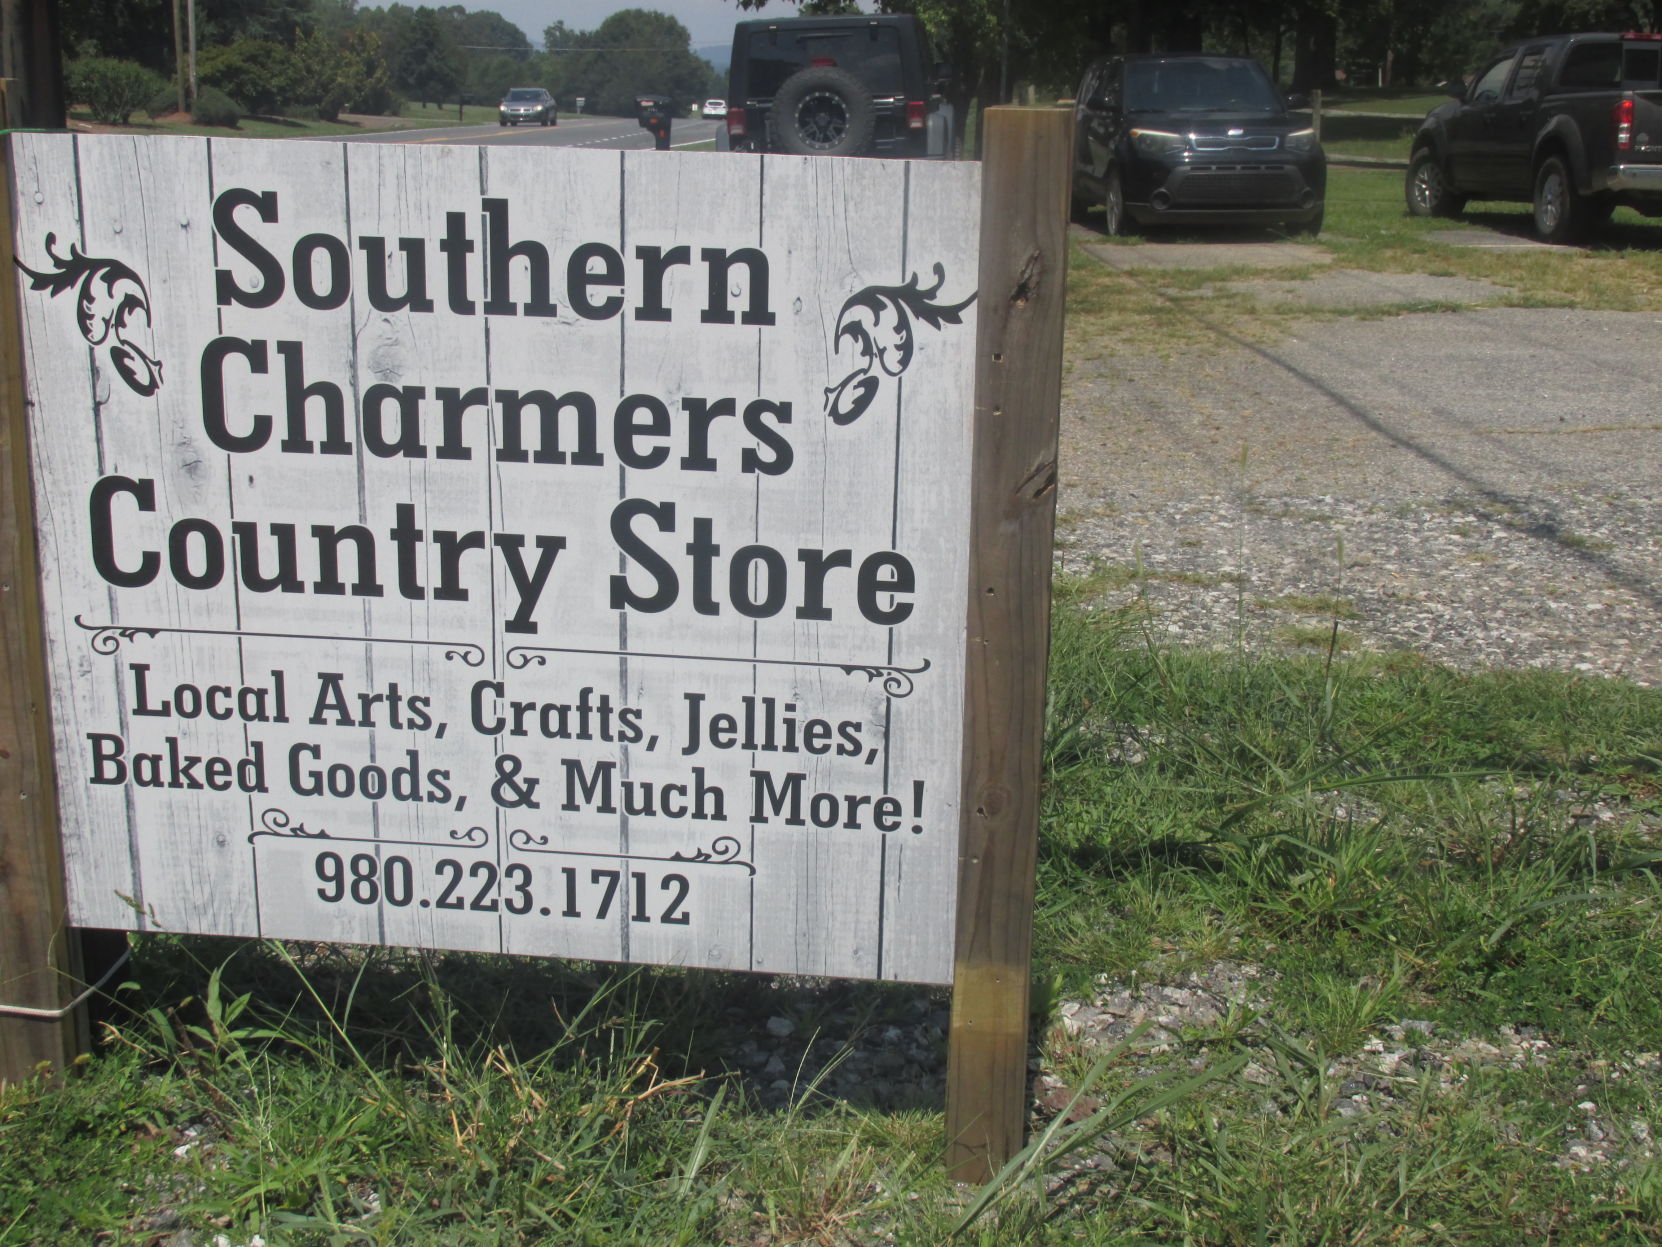 Southern
Charmers
Country Store
Local Arts, Crafts, Jellies,
Baked Goods, & Much More!
980.223.1712